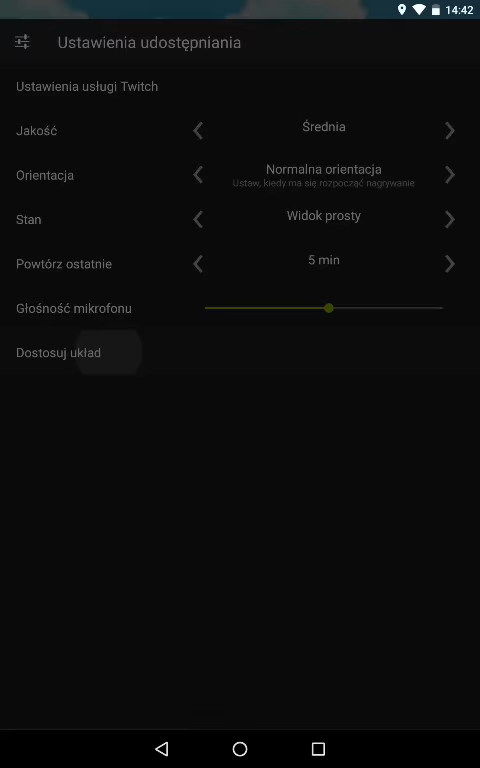 14:42
Ustawienia udostępniania
Ustawienia usługi Twitch
Jakość
Średnia
Orientacja
Normalna orientacja
Ustaw, kiedy ma się rozpocząć nagrywanie
Stan
Widok prosty
Powtórz ostatnie
5 min
Głośność mikrofonu
Dostosuj układ